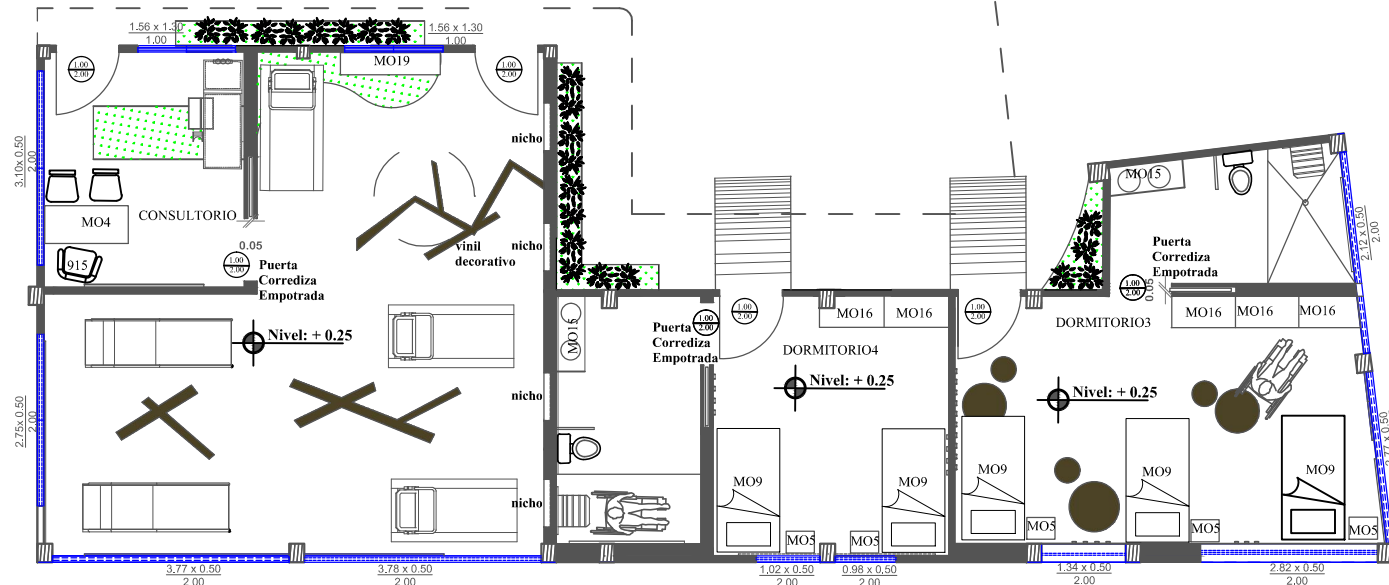 1.56 x 1.30
1.00
1.56 x 1.30
1.00
1.00
2.00
MO19
1.00
2.00
nicho
3.10x 0.50
2.00
MO4
CONSULTORIO
915
0.05
1.00
2.00
Puerta
Corrediza
Empotrada
vinil
decorativo
nicho
MO15
Puerta
Corrediza
Empotrada
2.12 x 0.50
2.00
1.00
2.00
0.05
Nivel: + 0.25
2.75x 0.50
2.00
nicho
nicho
MO15
Puerta
Corrediza
Empotrada
1.00
2.00
1.00
2.00
MO16
MO16
DORMITORIO4
Nivel: + 0.25
1.00
2.00
DORMITORIO3
MO16
MO16
MO16
Nivel: + 0.25
2.77 x 0.50
MO9
MO9
MO9
MO9
MO9
MO5
MO5
MO5
MO5
MO5
3.77 x 0.50
2.00
3.78 x 0.50
2.00
1.02 x 0.50
2.00
0.98 x 0.50
2.00
1.34 x 0.50
2.00
2.82 x 0.50
2.00